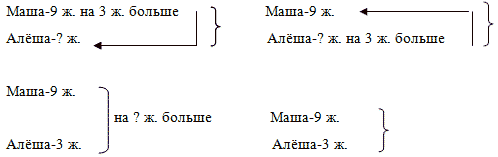 Маша-9 ж. на 3 ж. больше
Алёша-? ж.
Маша-9 ж.
Алёша-? ж. на 3 ж. больше
Маша-9 ж.
на ? ж. больше
Алёша-3 ж.
Маша-9 ж.
Алёша-3 ж.